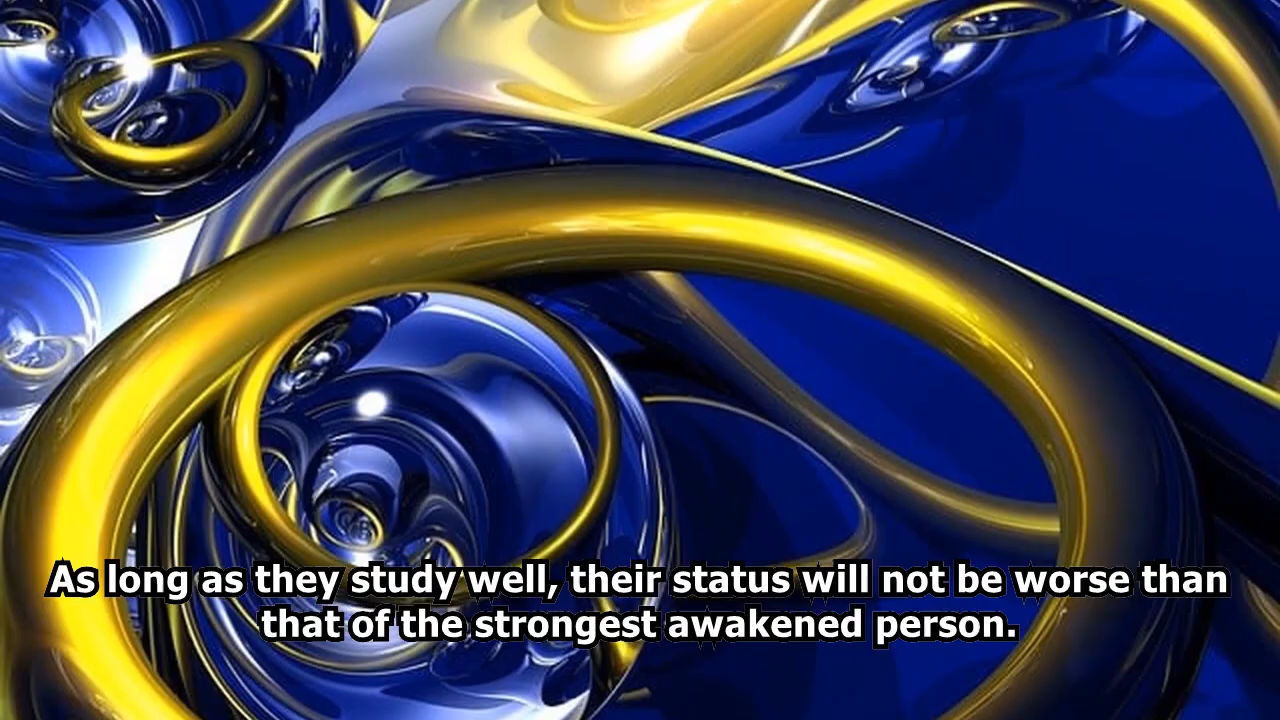 As long as they study well, their status will not be worse than
that of the strongest awakened person.